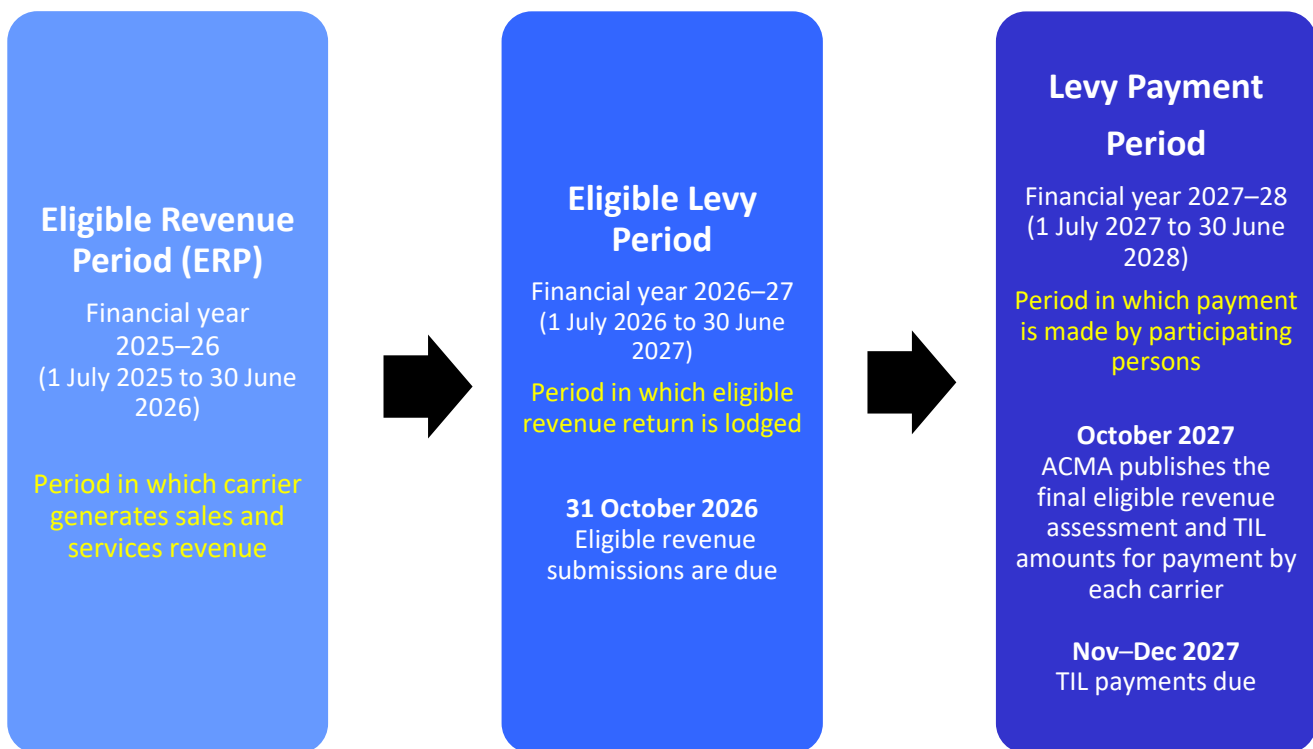 Eligible Revenue
Period (ERP)
Financial year
2025–26
(1 July 2025 to 30 June
2026)
Period in which carrier
generates sales and
services revenue
Eligible Levy
Period
Financial year 2026–27
(1 July 2026 to 30 June
2027)
Period in which eligible
revenue return is lodged
31 October 2026
Eligible revenue
submissions are due
Levy Payment
Period
Financial year 2027–28
(1 July 2027 to 30 June
2028)
Period in which payment
is made by participating
persons
October 2027
ACMA publishes the
final eligible revenue
assessment and TIL
amounts for payment by
each carrier
Nov–Dec 2027
TIL payments due